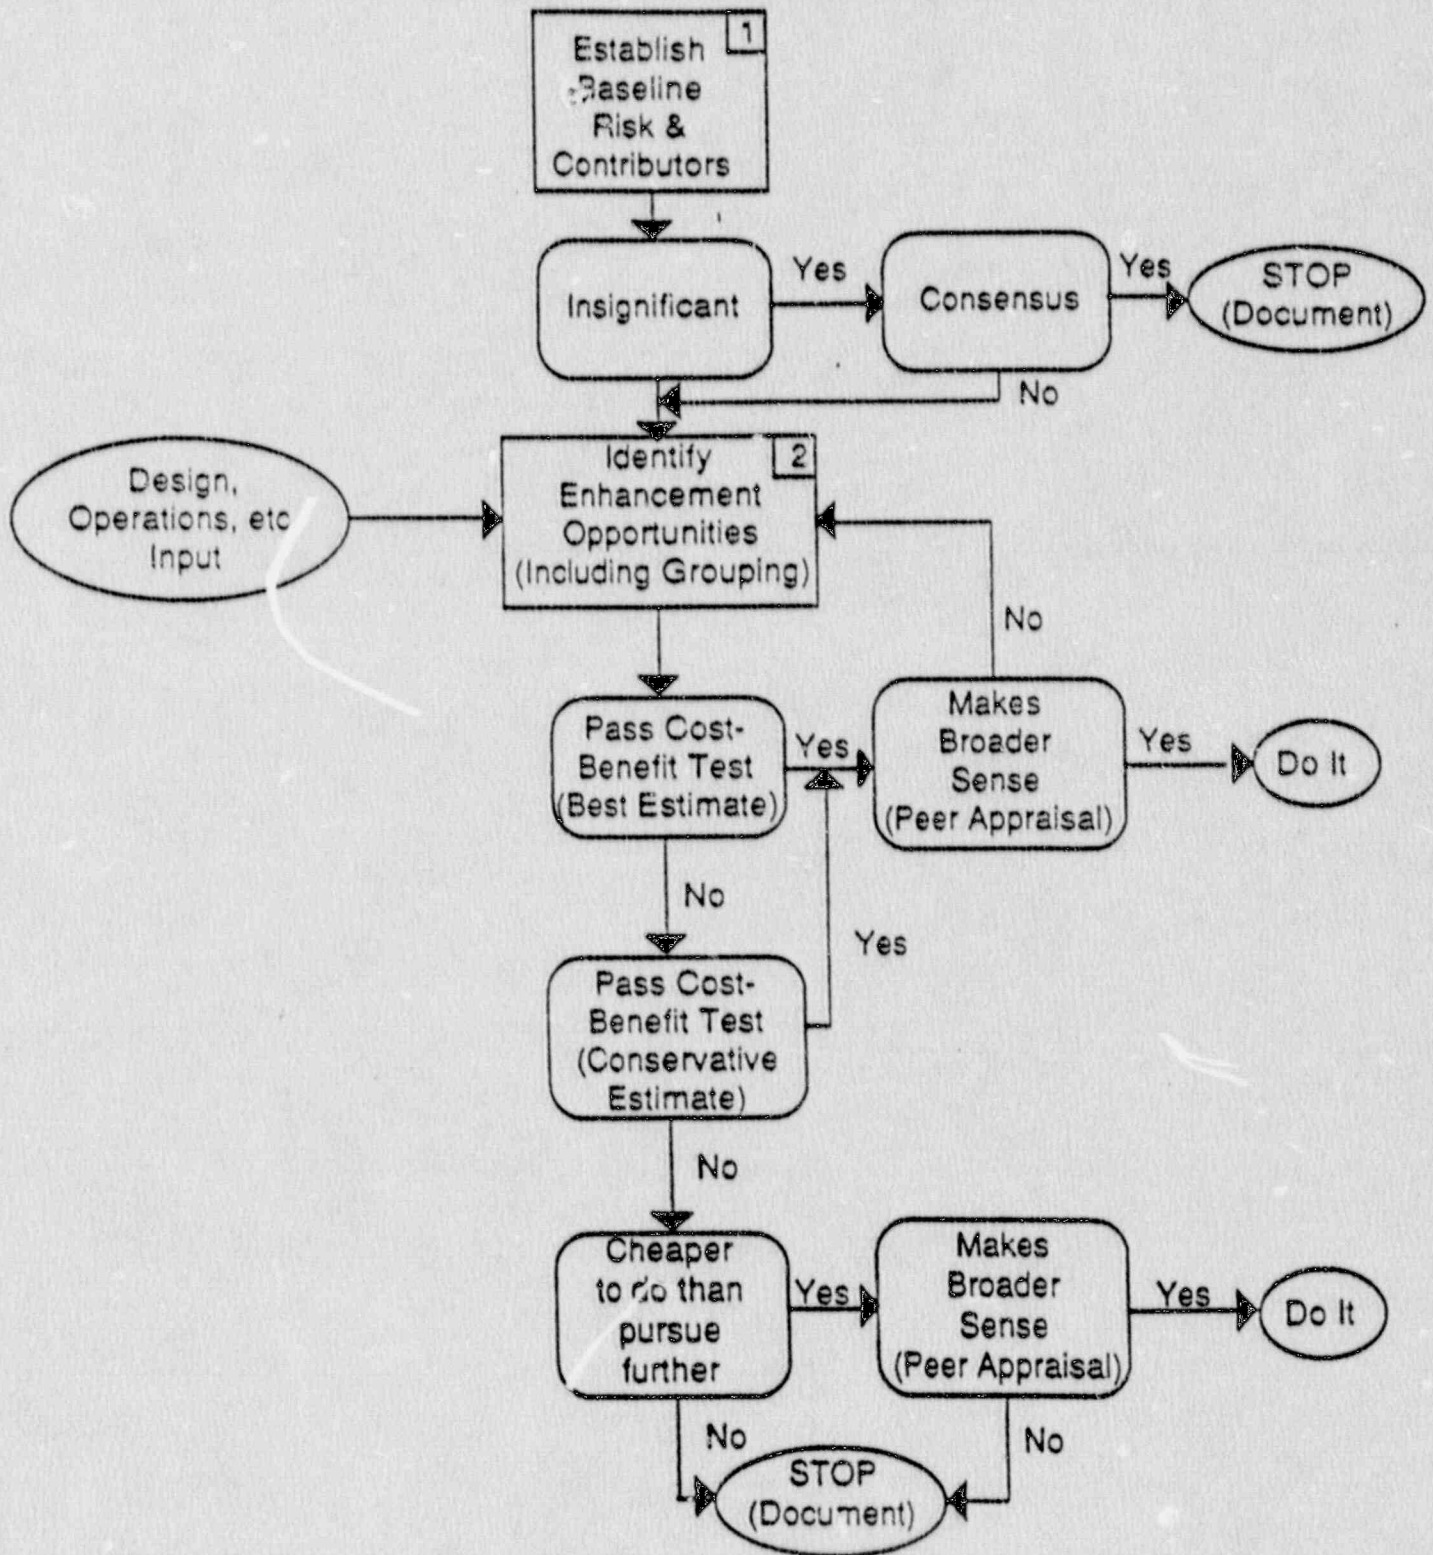 1
Establish
Baseline
Risk &
Contributors
Insignificant
Yes
Consensus
Yes
STOP
(Document)
No
Design,
Operations, etc
Input
2
Identify
Enhancement
Opportunities
(Including Grouping)
No
Pass Cost-
Benefit Test
(Best Estimate)
Yes
Makes
Broader
Sense
(Peer Appraisal)
Yes
Do It
No
Yes
Pass Cost-
Benefit Test
(Conservative
Estimate)
No
Cheaper
to do than
pursue
further
Yes
Makes
Broader
Sense
(Peer Appraisal)
Yes
Do It
No
No
STOP
(Document)